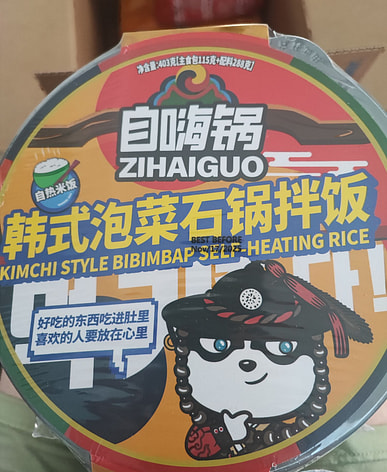 净含量:403克[主食包115克+配料288克]
自嗨锅
ZIHAIGUO
自热米饭
韩式泡菜石锅拌饭
BEST BEFORE
Nov/17/2025
KIMCHI STYLE BIBIMBAP SELF-HEATING RICE
好吃的东西吃进肚里
喜欢的人要放在心里